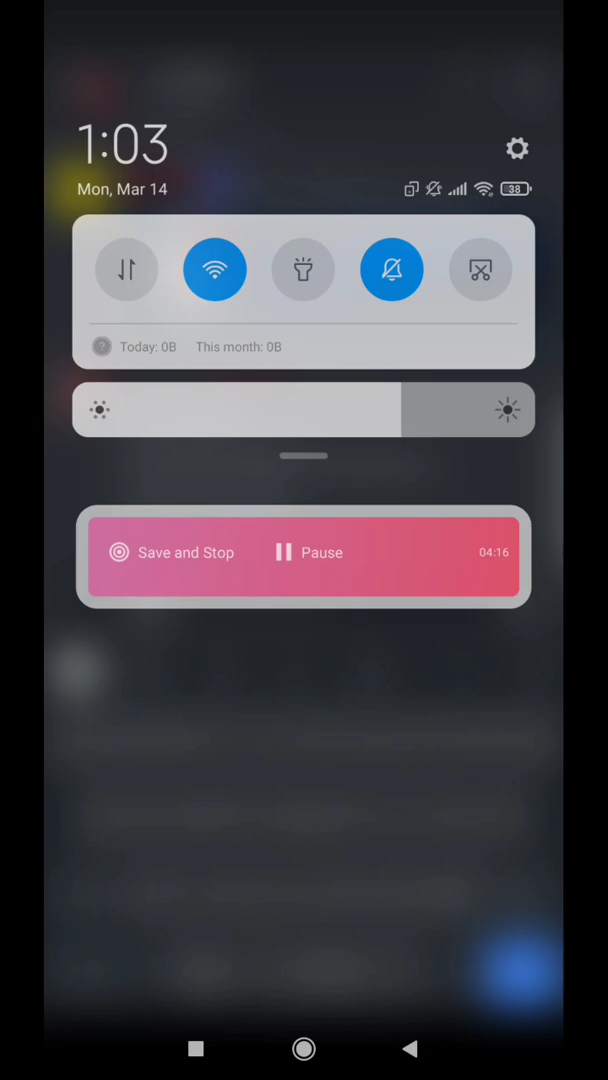 1:03
Mon, Mar 14
38
Today: 0B This month: 0B
Save and Stop Pause 04:16